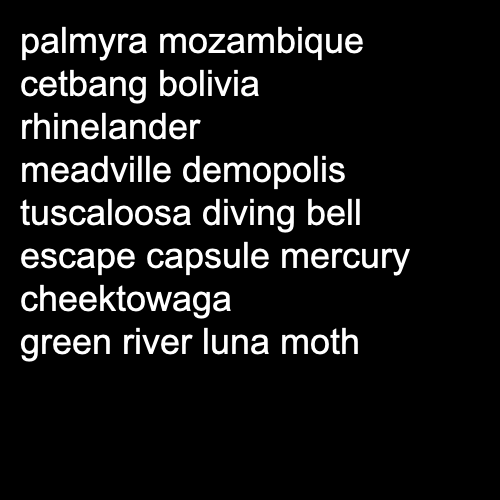 palmyra mozambique
cetbang bolivia
rhinelander
meadville demopolis
tuscaloosa diving bell
escape capsule mercury
cheektowaga
green river luna moth